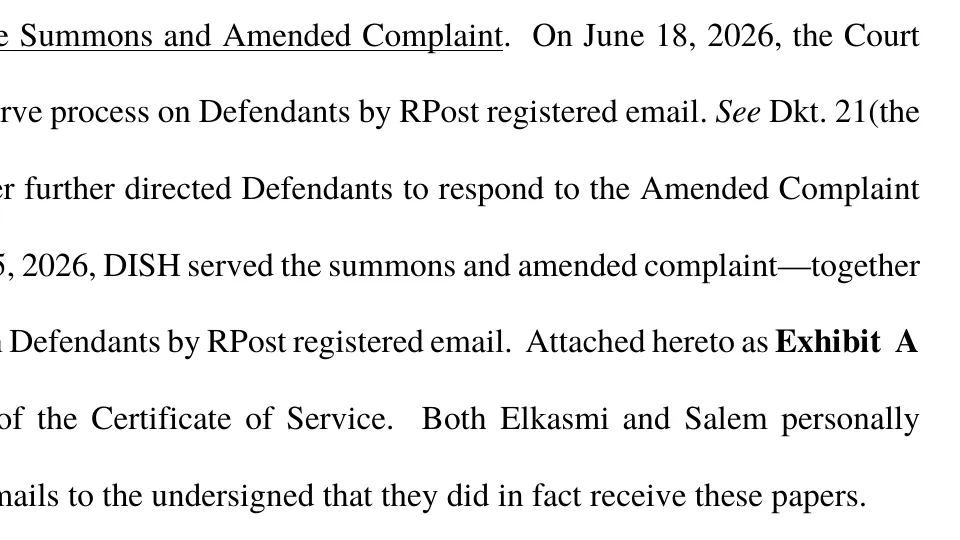 e Summons and Amended Complaint. On June 18, 2026, the Court
rve process on Defendants by RPost registered email. See Dkt. 21(the
er further directed Defendants to respond to the Amended Complaint
5, 2026, DISH served the summons and amended complaint—together
n Defendants by RPost registered email. Attached hereto as Exhibit A
of the Certificate of Service. Both Elkasmi and Salem personally
mails to the undersigned that they did in fact receive these papers.